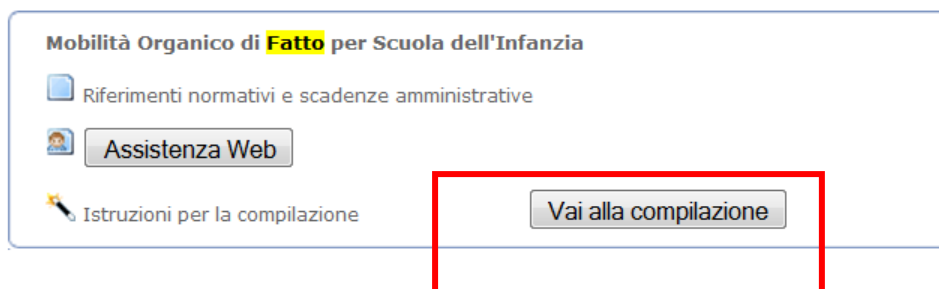 Mobilità Organico di Fatto per Scuola dell'Infanzia
Riferimenti normativi e scadenze amministrative
Assistenza Web
Istruzioni per la compilazione Vai alla compilazione